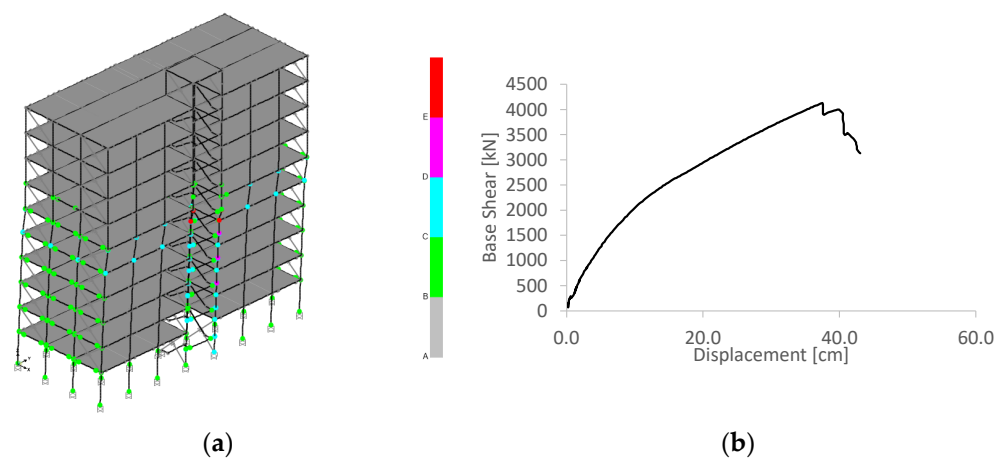 E
D
C
B
A
Z
Y
X
Base Shear [kN]
4500
4000
3500
3000
2500
2000
1500
1000
500
0
0.0 20.0 40.0 60.0
Displacement [cm]
(a) (b)